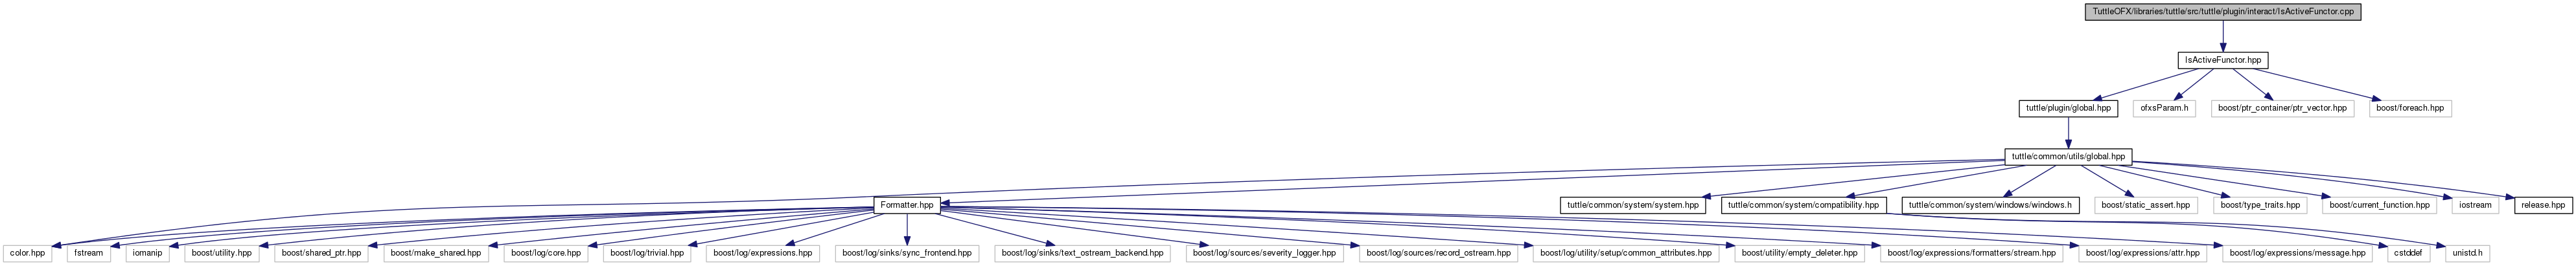 TuttleOFX/libraries/tuttle/src/tuttle/plugin/interact/IsActiveFunctor.cpp
IsActiveFunctor.hpp
tuttle/plugin/global.hpp
ofxsParam.h
boost/ptr_container/ptr_vector.hpp
boost/foreach.hpp
tuttle/common/utils/global.hpp
Formatter.hpp
tuttle/common/system/system.hpp
tuttle/common/system/compatibility.hpp
tuttle/common/system/windows/windows.h
boost/static_assert.hpp
boost/type_traits.hpp
boost/current_function.hpp
iostream
release.hpp
color.hpp
fstream
iomanip
boost/utility.hpp
boost/shared_ptr.hpp
boost/make_shared.hpp
boost/log/core.hpp
boost/log/trivial.hpp
boost/log/expressions.hpp
boost/log/sinks/sync_frontend.hpp
boost/log/sinks/text_ostream_backend.hpp
boost/log/sources/severity_logger.hpp
boost/log/sources/record_ostream.hpp
boost/log/utility/setup/common_attributes.hpp
boost/utility/empty_deleter.hpp
boost/log/expressions/formatters/stream.hpp
boost/log/expressions/attr.hpp
boost/log/expressions/message.hpp
cstddef
unistd.h